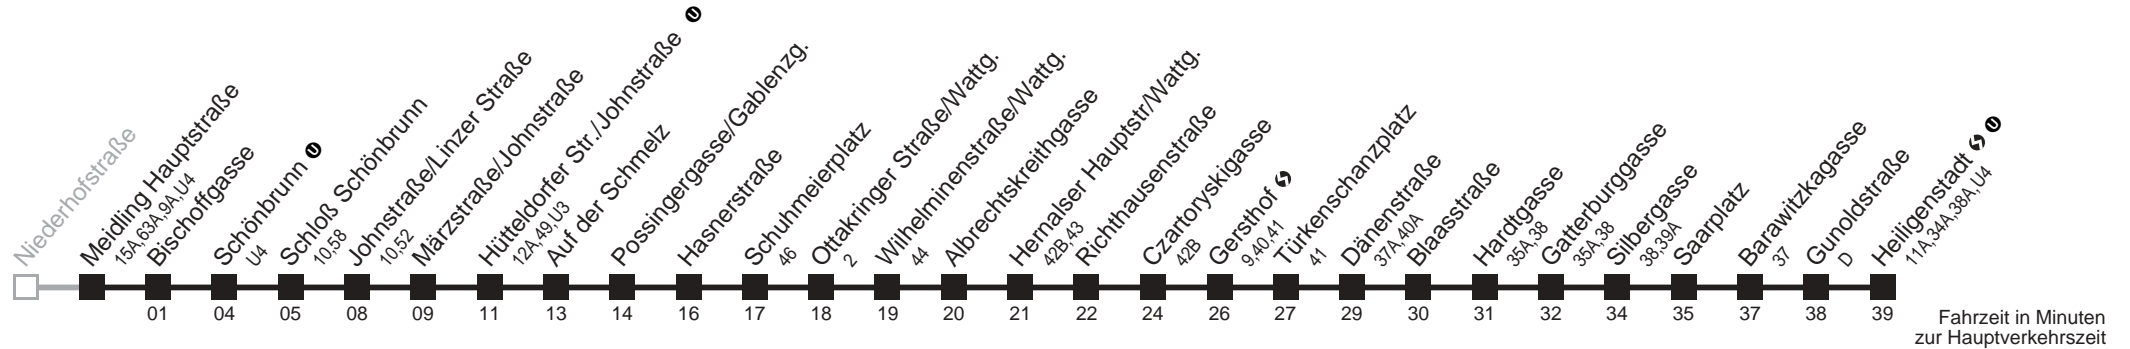 Niederhofstraße
Meidling Hauptstraße
15A,63A,9A,U4
Bischoffgasse
Schönbrunn U
U4
Schloß Schönbrunn
10,58
Johnstraße/Linzer Straße
10,52
Märzstraße/Johnstraße
Hütteldorfer Str./Johnstraße U
12A,49,U3
Auf der Schmelz
Possingergasse/Gablenzg.
Hasnerstraße
Schuhmeierplatz
46
Ottakringer Straße/Wattg.
2
Wilhelminenstraße/Wattg.
44
Albrechtskreithgasse
Hernalser Hauptstr/Wattg.
42B,43
Richthausenstraße
Czartoryskigasse
42B
Gersthof S
9,40,41
Türkenschanzplatz
41
Dänenstraße
37A,40A
Blaasstraße
Hardtgasse
35A,38
Gatterburggasse
35A,38
Silbergasse
38,39A
Saarplatz
Barawitzkagasse
37
Gunoldstraße
D
Heiligenstadt S U
11A,34A,38A,U4
01 04 05 08 09 11 13 14 16 17 18 19 20 21 22 24 26 27 29 30 31 32 34 35 37 38 39
Fahrzeit in Minuten
zur Hauptverkehrszeit